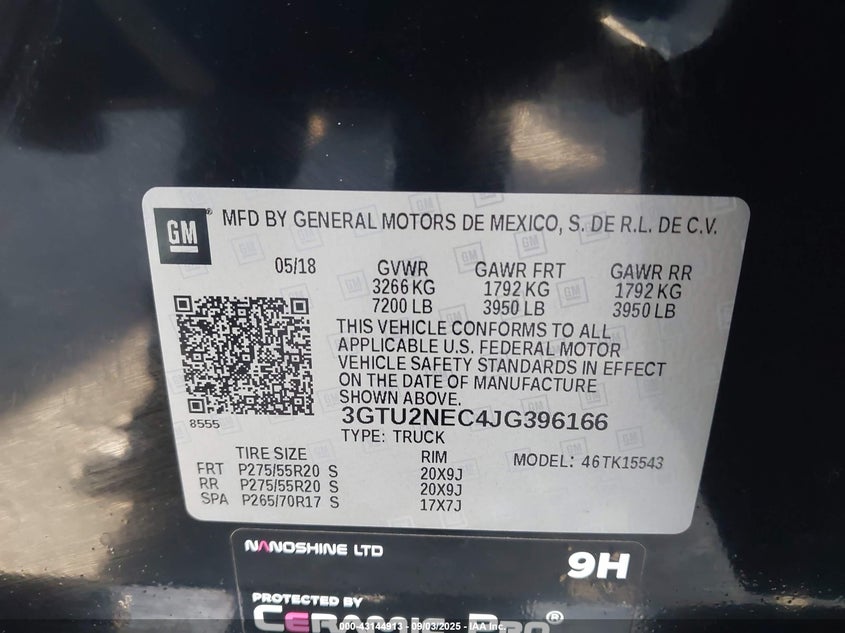 GM
MFD BY GENERAL MOTORS DE MEXICO, S. DE R.L. DE C.V.
05/18 GVWR GAWR FRT GAWR RR
3266 KG 1792 KG 1792 KG
7200 LB 3950 LB 3950 LB
THIS VEHICLE CONFORMS TO ALL
APPLICABLE U.S. FEDERAL MOTOR
VEHICLE SAFETY STANDARDS IN EFFECT
ON THE DATE OF MANUFACTURE
SHOWN ABOVE.
8555
3GTU2NEC4JG396166
TYPE: TRUCK
TIRE SIZE RIM MODEL: 46TK15543
FRT P275/55R20 S 20X9J
RR P275/55R20 S 20X9J
SPA P265/70R17 S 17X7J
NANOSHINE LTD
9H
PROTECTED BY
CERAMIC PRO®
000-43144913 - 09/03/2025 - IAA Inc.